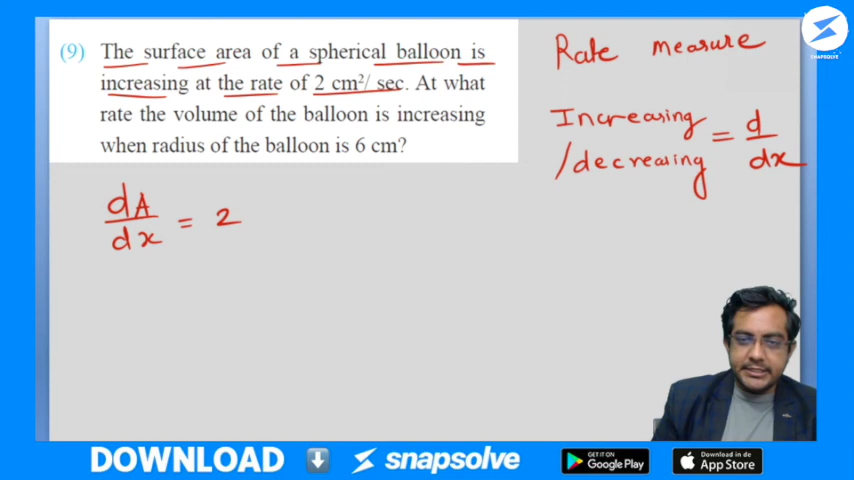 (9) The surface area of a spherical balloon is
increasing at the rate of 2 cm²/ sec. At what
rate the volume of the balloon is increasing
when radius of the balloon is 6 cm?
Rate measure
Increasing
/decreasing = d/dx
dA/dx = 2
SNAPSOLVE
DOWNLOAD snapsolve
GET IT ON
Google Play
Download in de
App Store